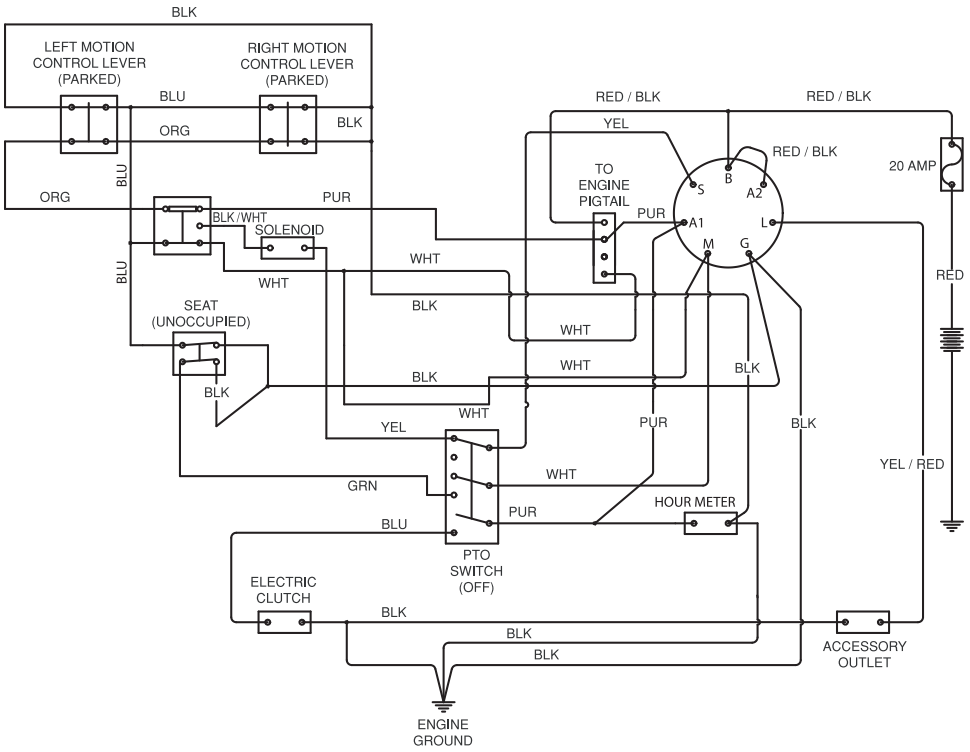 BLK
LEFT MOTION
CONTROL LEVER
(PARKED)
RIGHT MOTION
CONTROL LEVER
(PARKED)
BLU
BLK
ORG
RED / BLK
RED / BLK
YEL
RED / BLK
20 AMP
B
S
A2
A1
L
M
G
TO
ENGINE
PIGTAIL
PUR
BLU
ORG
PUR
BLK / WHT
SOLENOID
WHT
WHT
BLU
BLK
RED
SEAT
(UNOCCUPIED)
WHT
WHT
BLK
BLK
BLK
WHT
YEL
PUR
BLK
YEL / RED
WHT
GRN
HOUR METER
PUR
BLU
PTO
SWITCH
(OFF)
ELECTRIC
CLUTCH
BLK
BLK
BLK
ACCESSORY
OUTLET
ENGINE
GROUND